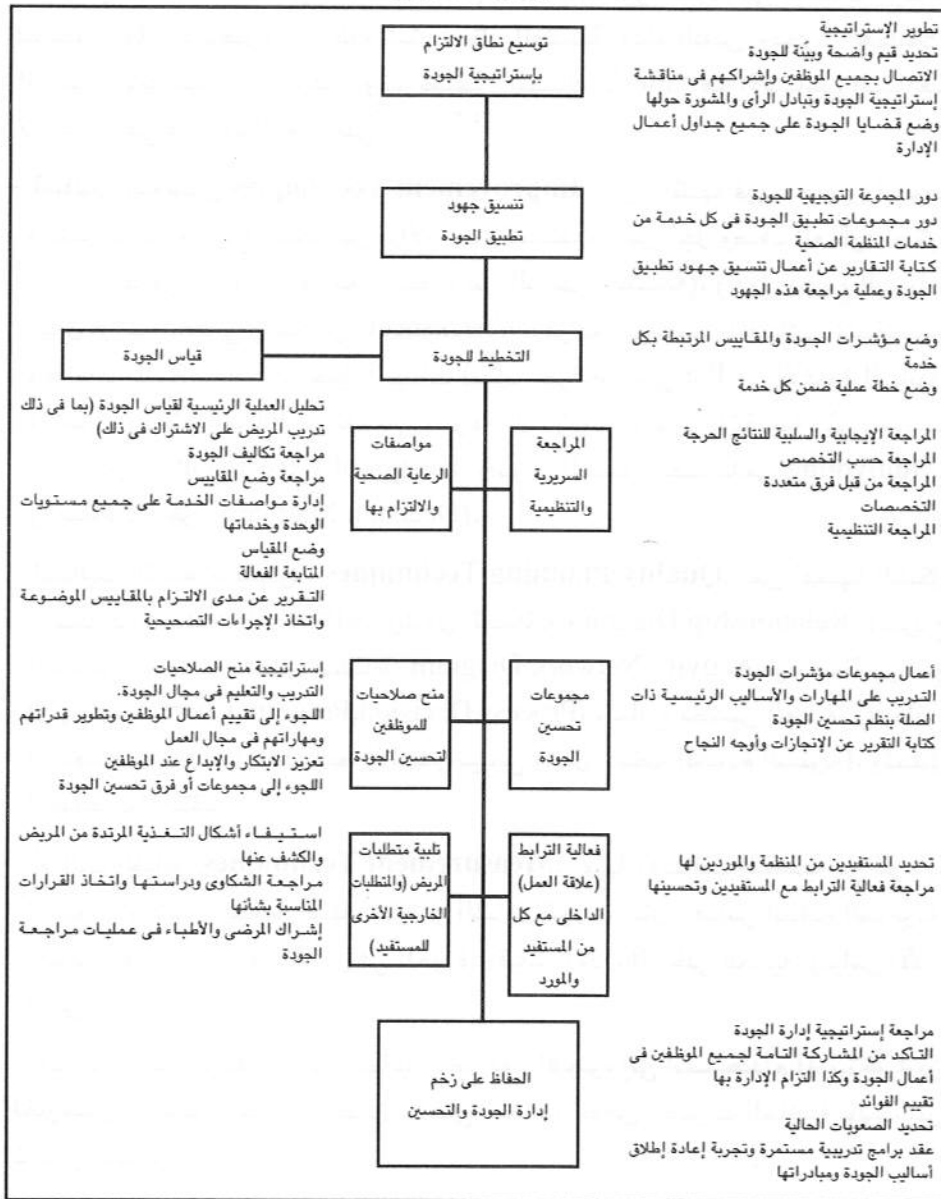 تطوير الإستراتيجية
تحديد قيم واضحة وبيّنة للجودة
الاتصال بجميع الموظفين وإشراكهم فى مناقشة
إستراتيجية الجودة وتبادل الرأى والمشورة حولها
وضع قضايا الجودة على جميع جداول أعمال
الإدارة
توسيع نطاق الالتزام
بإستراتيجية الجودة
دور المجموعة التوجيهية للجودة
دور مجموعات تطبيق الجودة فى كل خدمة من
خدمات المنظمة الصحية
كتابة التقارير عن أعمال تنسيق جهود تطبيق
الجودة وعملية مراجعة هذه الجهود
تنسيق جهود
تطبيق الجودة
وضع مؤشرات الجودة والمقاييس المرتبطة بكل
خدمة
وضع خطة عملية ضمن كل خدمة
التخطيط للجودة
قياس الجودة
تحليل العملية الرئيسية لقياس الجودة (بما فى ذلك
تدريب المريض على الاشتراك فى ذلك)
مراجعة تكاليف الجودة
مراجعة وضع المقاييس
إدارة مواصفات الخدمة على جميع مستويات
الوحدة وخدماتها
وضع المقياس
المتابعة الفعالة
التقرير عن مدى الالتزام بالمقاييس الموضوعة
واتخاذ الإجراءات التصحيحية
المراجعة الإيجابية والسلبية للنتائج الحرجة
المراجعة حسب التخصص
المراجعة من قبل فرق متعددة
التخصصات
المراجعة التنظيمية
المراجعة
السريرية
والتنظيمية
مواصفات
الرعاية الصحية
والالتزام بها
أعمال مجموعات مؤشرات الجودة
التدريب على المهارات والأساليب الرئيسية ذات
الصلة بنظم تحسين الجودة
كتابة التقرير عن الإنجازات وأوجه النجاح
مجموعات
تحسين
الجودة
منح صلاحيات
للموظفين
لتحسين الجودة
إستراتيجية منح الصلاحيات
التدريب والتعليم فى مجال الجودة.
اللجوء إلى تقييم أعمال الموظفين وتطوير قدراتهم
ومهاراتهم فى مجال العمل
تعزيز الابتكار والإبداع عند الموظفين
اللجوء إلى مجموعات أو فرق تحسين الجودة
تحديد المستفيدين من المنظمة والموردين لها
مراجعة فعالية الترابط مع المستفيدين وتحسينها
فعالية الترابط
(علاقة العمل)
الداخلى مع كل
من المستفيد
والمورد
تلبية متطلبات
المريض (والمتطلبات
الخارجية الأخرى
للمستفيد)
استيفاء أشكال التغذية المرتدة من المريض
والكشف عنها
مراجعة الشكاوى ودراستها واتخاذ القرارات
المناسبة بشأنها
إشراك المرضى والأطباء فى عمليات مراجعة
الجودة
مراجعة إستراتيجية إدارة الجودة
التأكد من المشاركة التامة لجميع الموظفين فى
أعمال الجودة وكذا التزام الإدارة بها
تقييم الفوائد
تحديد الصعوبات الحالية
عقد برامج تدريبية مستمرة وتجربة إعادة إطلاق
أساليب الجودة ومبادراتها
الحفاظ على زخم
إدارة الجودة والتحسين